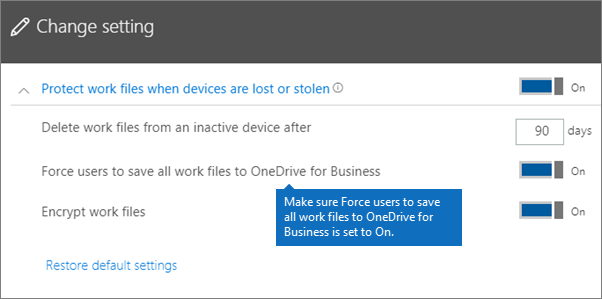 Change setting
Protect work files when devices are lost or stolen On
Delete work files from an inactive device after 90 days
Force users to save all work files to OneDrive for Business On
Make sure Force users to save
all work files to OneDrive for
Business is set to On.
Encrypt work files On
Restore default settings